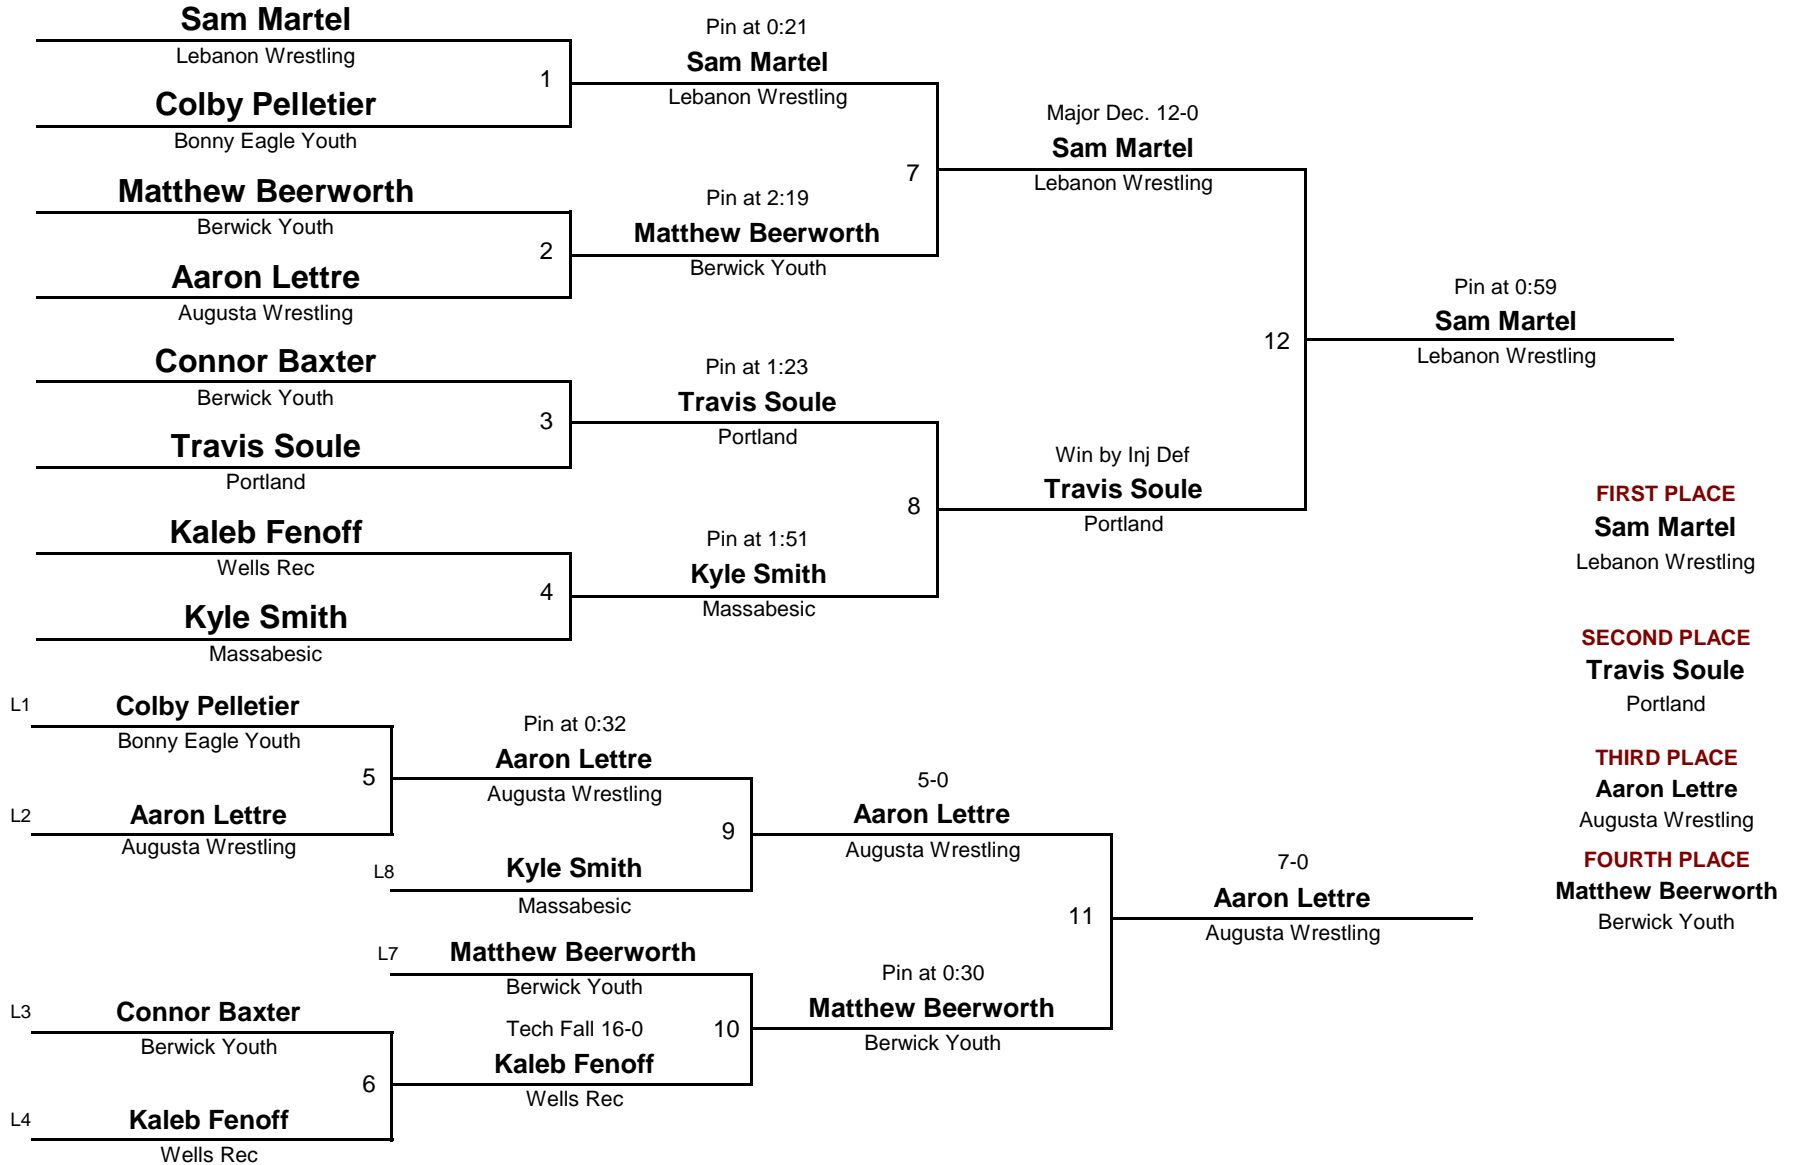 Sam Martel
Lebanon Wrestling
1
Colby Pelletier
Bonny Eagle Youth
Matthew Beerworth
Berwick Youth
2
Aaron Lettre
Augusta Wrestling
Connor Baxter
Berwick Youth
3
Travis Soule
Portland
Kaleb Fenoff
Wells Rec
4
Kyle Smith
Massabesic
Pin at 0:21
Sam Martel
Lebanon Wrestling
7
Pin at 2:19
Matthew Beerworth
Berwick Youth
Pin at 1:23
Travis Soule
Portland
8
Pin at 1:51
Kyle Smith
Massabesic
Major Dec. 12-0
Sam Martel
Lebanon Wrestling
12
Win by Inj Def
Travis Soule
Portland
Pin at 0:59
Sam Martel
Lebanon Wrestling
L1
Colby Pelletier
Bonny Eagle Youth
5
L2
Aaron Lettre
Augusta Wrestling
L3
Connor Baxter
Berwick Youth
6
L4
Kaleb Fenoff
Wells Rec
Pin at 0:32
Aaron Lettre
Augusta Wrestling
9
L8
Kyle Smith
Massabesic
L7
Matthew Beerworth
Berwick Youth
Tech Fall 16-0
10
Kaleb Fenoff
Wells Rec
5-0
Aaron Lettre
Augusta Wrestling
11
Pin at 0:30
Matthew Beerworth
Berwick Youth
7-0
Aaron Lettre
Augusta Wrestling
FIRST PLACE
Sam Martel
Lebanon Wrestling
SECOND PLACE
Travis Soule
Portland
THIRD PLACE
Aaron Lettre
Augusta Wrestling
FOURTH PLACE
Matthew Beerworth
Berwick Youth